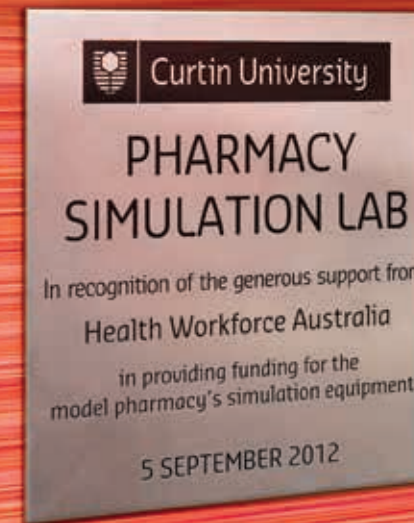 Curtin University
PHARMACY
SIMULATION LAB
In recognition of the generous support from
Health Workforce Australia
in providing funding for the
model pharmacy's simulation equipment
5 SEPTEMBER 2012